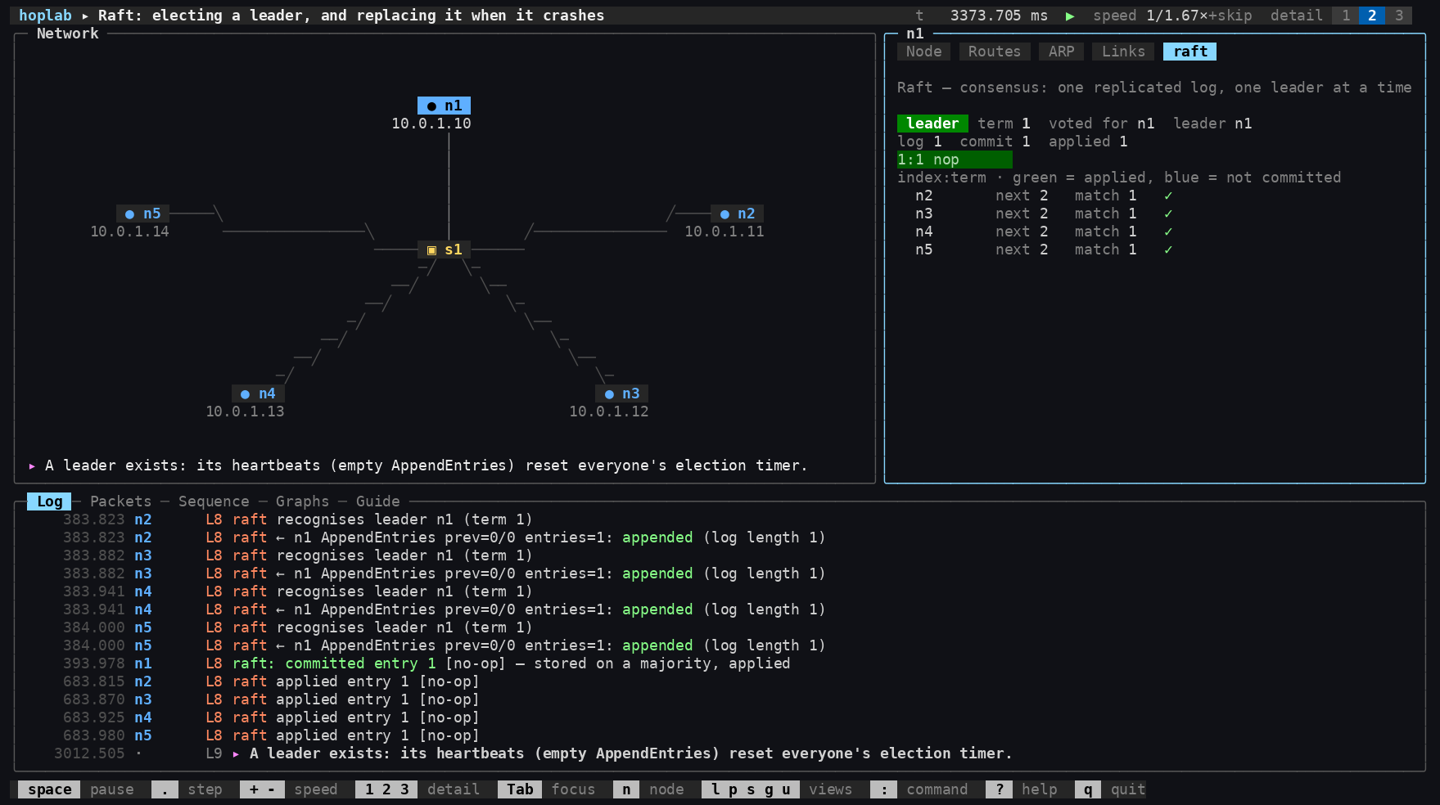 hoplab ▸ Raft: electing a leader, and replacing it when it crashes t 3373.705 ms ▶ speed 1/1.67×+skip detail 1 2 3
Network
● n1
10.0.1.10
● n5
10.0.1.14
● n2
10.0.1.11
▣ s1
● n4
10.0.1.13
● n3
10.0.1.12
▸ A leader exists: its heartbeats (empty AppendEntries) reset everyone's election timer.
n1
Node Routes ARP Links raft
Raft — consensus: one replicated log, one leader at a time
leader term 1 voted for n1 leader n1
log 1 commit 1 applied 1
1:1 nop
index:term · green = applied, blue = not committed
n2 next 2 match 1 ✓
n3 next 2 match 1 ✓
n4 next 2 match 1 ✓
n5 next 2 match 1 ✓
Log — Packets — Sequence — Graphs — Guide
383.823 n2 L8 raft recognises leader n1 (term 1)
383.823 n2 L8 raft ← n1 AppendEntries prev=0/0 entries=1: appended (log length 1)
383.882 n3 L8 raft recognises leader n1 (term 1)
383.882 n3 L8 raft ← n1 AppendEntries prev=0/0 entries=1: appended (log length 1)
383.941 n4 L8 raft recognises leader n1 (term 1)
383.941 n4 L8 raft ← n1 AppendEntries prev=0/0 entries=1: appended (log length 1)
384.000 n5 L8 raft recognises leader n1 (term 1)
384.000 n5 L8 raft ← n1 AppendEntries prev=0/0 entries=1: appended (log length 1)
393.978 n1 L8 raft: committed entry 1 [no-op] — stored on a majority, applied
683.815 n2 L8 raft applied entry 1 [no-op]
683.870 n3 L8 raft applied entry 1 [no-op]
683.925 n4 L8 raft applied entry 1 [no-op]
683.980 n5 L8 raft applied entry 1 [no-op]
3012.505 · L9 ▸ A leader exists: its heartbeats (empty AppendEntries) reset everyone's election timer.
space pause . step + - speed 1 2 3 detail Tab focus n node l p s g u views : command ? help q quit